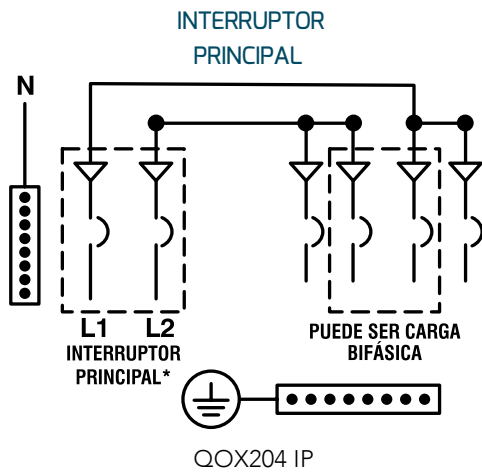 INTERRUPTOR
PRINCIPAL
N
L1 L2
INTERRUPTOR
PRINCIPAL*
PUEDE SER CARGA
BIFÁSICA
QOX204 IP